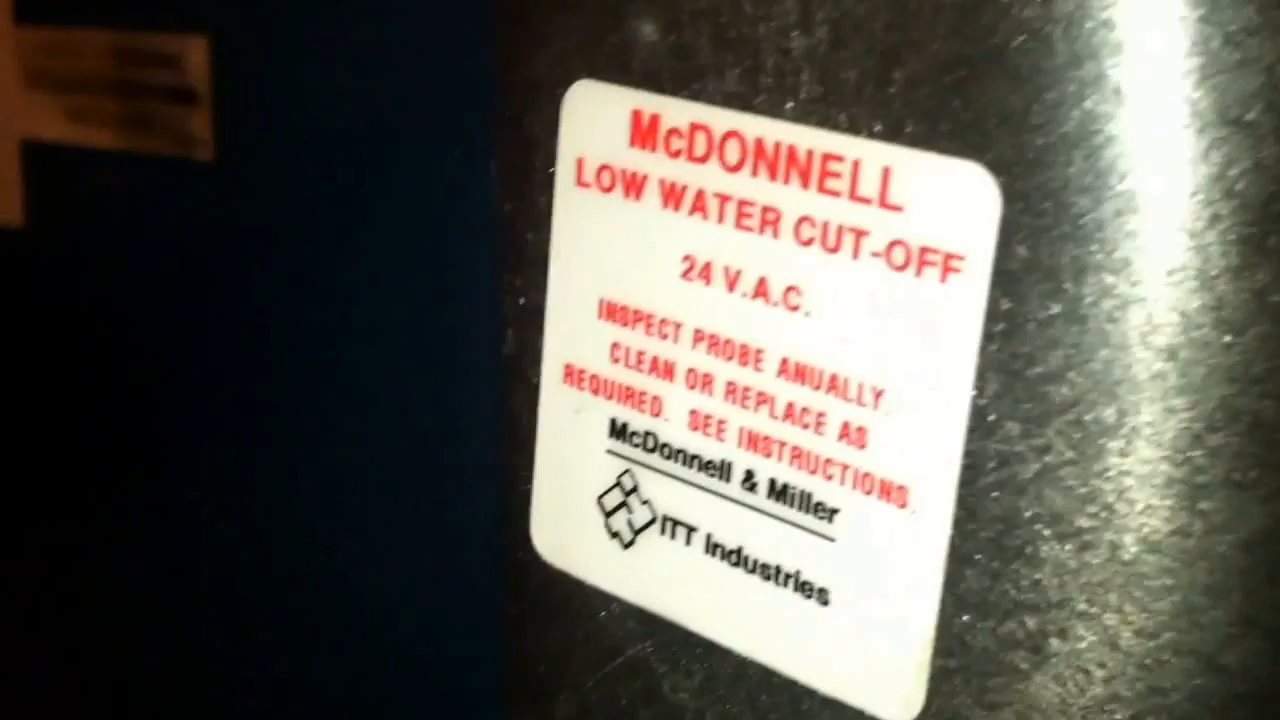 McDONNELL
LOW WATER CUT-OFF
24 V.A.C.
INSPECT PROBE ANUALLY.
CLEAN OR REPLACE AS
REQUIRED. SEE INSTRUCTIONS.
McDonnell & Miller
ITT Industries